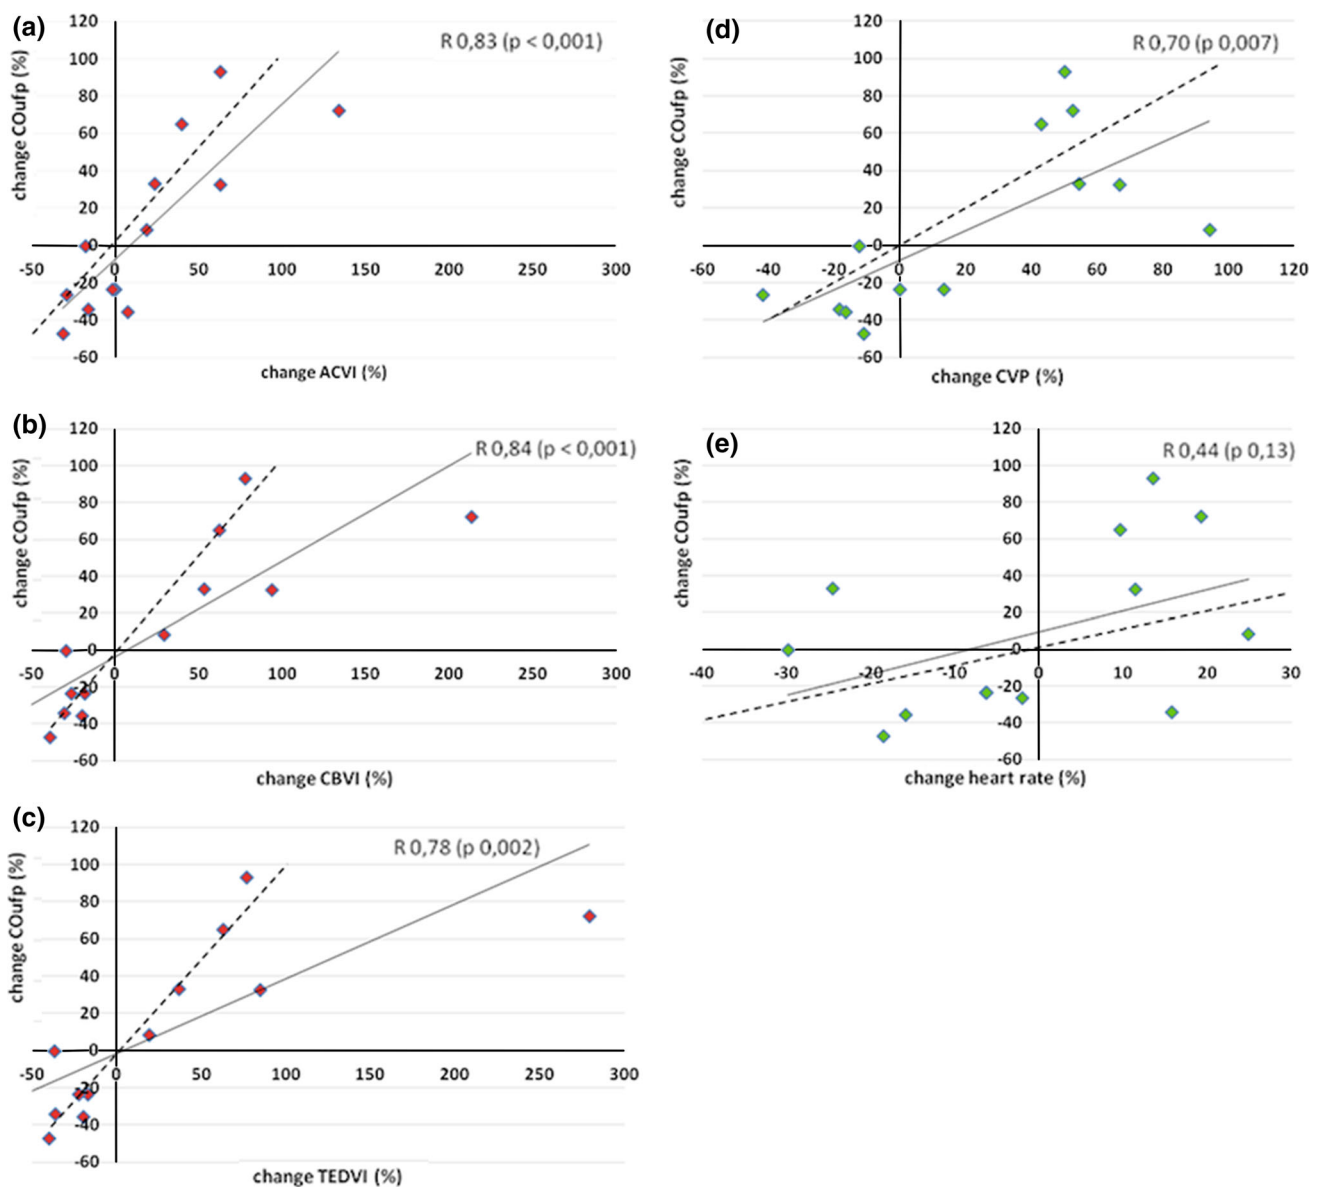 (a)
change COufp (%)
R 0,83 (p < 0,001)
120
100
80
60
40
20
0
-20
-40
-60
-50 0 50 100 150 200 250 300
change ACVI (%)
(b)
change COufp (%)
R 0,84 (p < 0,001)
120
100
80
60
40
20
0
-20
-40
-60
-50 0 50 100 150 200 250 300
change CBVI (%)
(c)
change COufp (%)
R 0,78 (p 0,002)
120
100
80
60
40
20
0
-20
-40
-60
-50 0 50 100 150 200 250 300
change TEDVI (%)
(d)
change COufp (%)
R 0,70 (p 0,007)
120
100
80
60
40
20
0
-20
-40
-60
-60 -40 -20 0 20 40 60 80 100 120
change CVP (%)
(e)
change COufp (%)
R 0,44 (p 0,13)
120
100
80
60
40
20
0
-20
-40
-60
-40 -30 -20 -10 0 10 20 30
change heart rate (%)